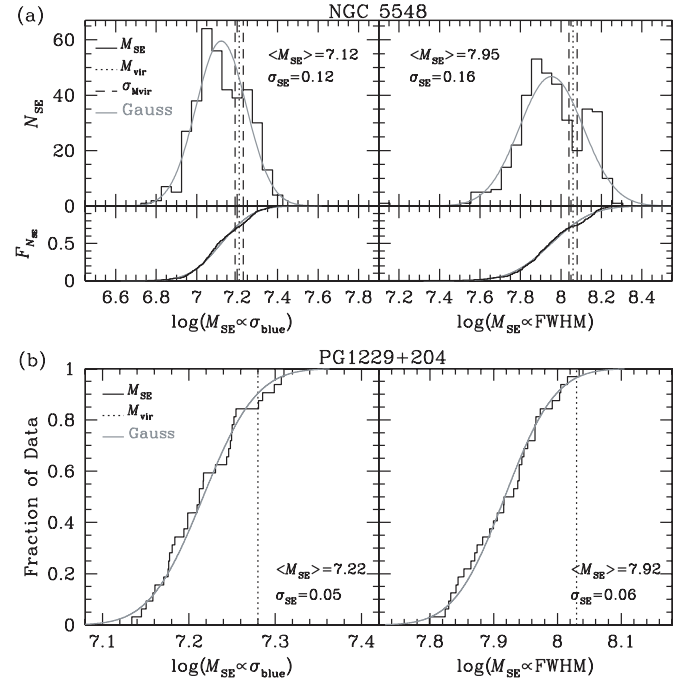 (a) NGC 5548
M_SE
M_vir
σ_Mvir
Gauss
<M_SE>=7.12
σ_SE=0.12
<M_SE>=7.95
σ_SE=0.16
N_SE
60
40
20
0
F_N_SE
0.5
0
6.6 6.8 7 7.2 7.4 7.6 7.8
7.2 7.4 7.6 7.8 8 8.2 8.4
log(M_SE∝σ_blue)
log(M_SE∝FWHM)
(b) PG1229+204
M_SE
M_vir
Gauss
Fraction of Data
1
0.8
0.6
0.4
0.2
0
<M_SE>=7.22
σ_SE=0.05
<M_SE>=7.92
σ_SE=0.06
7.1 7.2 7.3 7.4
7.8 7.9 8 8.1
log(M_SE∝σ_blue)
log(M_SE∝FWHM)